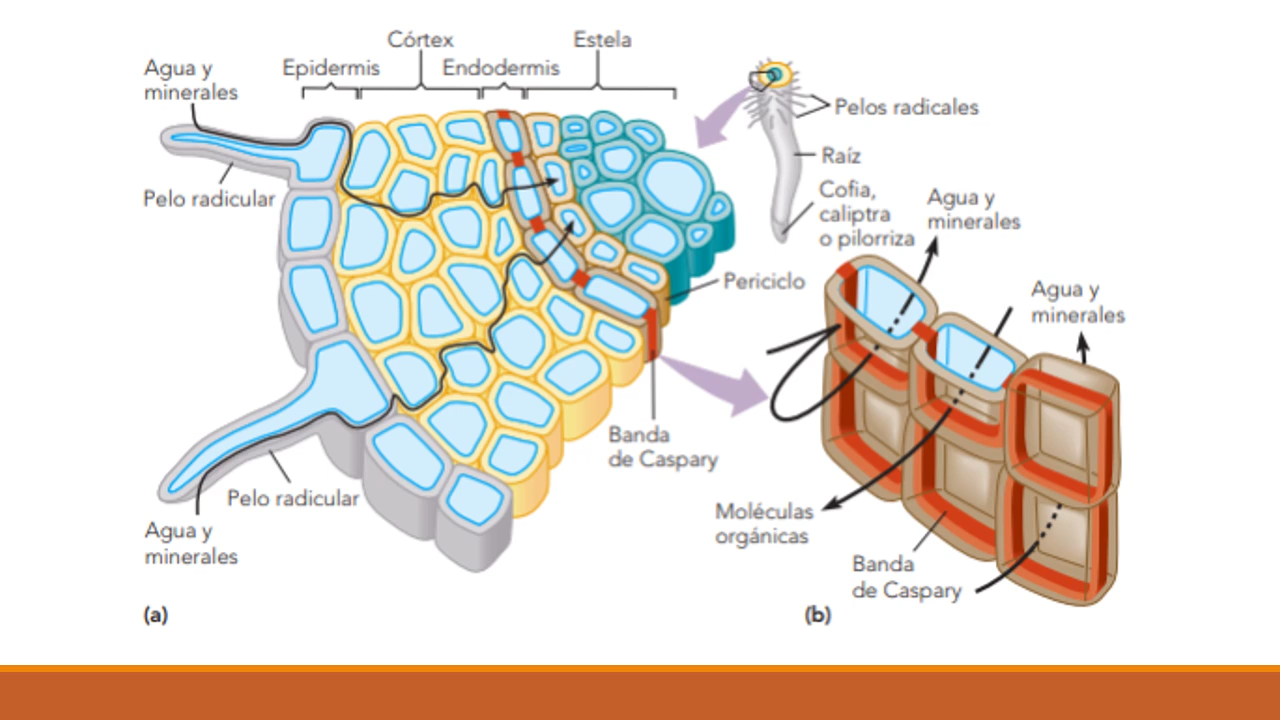 Córtex
Estela
Epidermis
Endodermis
Agua y
minerales
Pelo radicular
Pelos radicales
Raíz
Cofia,
caliptra
o pilorriza
Agua y
minerales
Periciclo
Agua y
minerales
Banda
de Caspary
Pelo radicular
Agua y
minerales
Moléculas
orgánicas
Banda
de Caspary
(a)
(b)